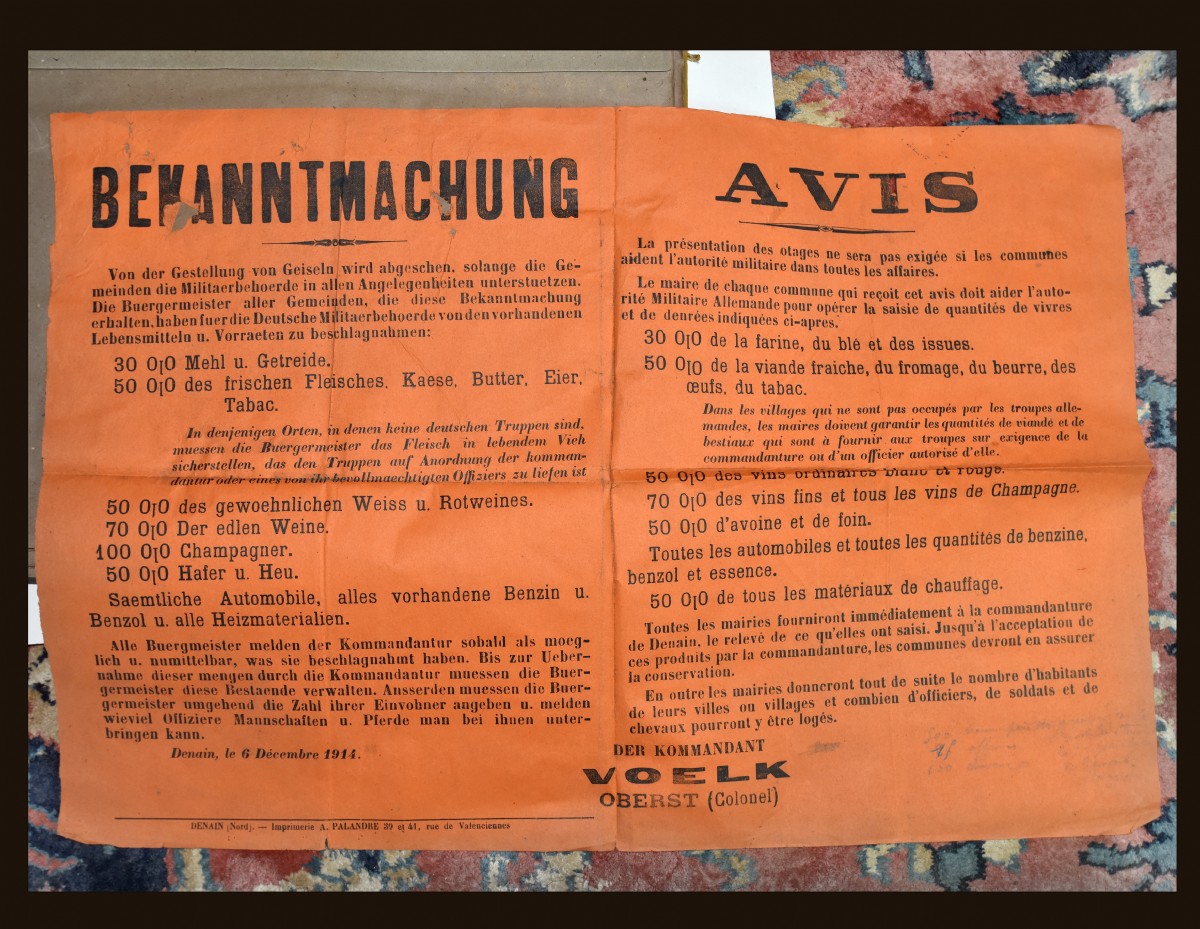 BEKANNTMACHUNG
Von der Gestellung von Geiseln wird abgeschen, solange die Ge-
meinden die Militaerbehoerde in allen Angelegenheiten unterstuetzen.
Die Buergermeister aller Gemeinden, die diese Bekanntmachung
erhalten, haben fuer die Deutsche Militaerbehoerde von den vorhandenen
Lebensmitteln u. Vorraeten zu beschlagnahmen:
30 0|0 Mehl u. Getreide.
50 0|0 des frischen Fleisches, Kaese, Butter, Eier,
Tabac.
In denjenigen Orten, in denen keine deutschen Truppen sind,
muessen die Buergermeister das Fleisch in lebendem Vieh
sicherstellen, das den Truppen auf Anordnung der komman-
dantur oder eines von ihr bevollmaechtigten Offiziers zu liefen ist
50 0|0 des gewoehnlichen Weiss u. Rotweines.
70 0|0 Der edlen Weine.
100 0|0 Champagner.
50 0|0 Hafer u. Heu.
Saemtliche Automobile, alles vorhandene Benzin u.
Benzol u. alle Heizmaterialien.
Alle Buergmeister melden der Kommandantur sobald als moeg-
lich u. numittelbar, was sie beschlagnahmt haben. Bis zur Ueber-
nahme dieser mengen durch die Kommandantur muessen die Buer-
germeister diese Bestaende verwalten. Ansserden muessen die Buer-
germeister umgehend die Zahl ihrer Einvohner angeben u. melden
wieviel Offiziere Mannschaften u. Pferde man bei ihnen unter-
bringen kann.
Denain, le 6 Décembre 1914.
DENAIN (Nord). — Imprimerie A. PALANDRE 39 et 41, rue de Valenciennes
AVIS
La présentation des otages ne sera pas exigée si les communes
aident l'autorité militaire dans toutes les affaires.
Le maire de chaque commune qui reçoit cet avis doit aider l'auto-
rité Militaire Allemande pour opérer la saisie de quantités de vivres
et de denrées indiquées ci-apres.
30 0|0 de la farine, du blé et des issues.
50 0|0 de la viande fraiche, du fromage, du beurre, des
œufs, du tabac.
Dans les villages qui ne sont pas occupés par les troupes alle-
mandes, les maires doivent garantir les quantités de viande et de
bestiaux qui sont à fournir aux troupes sur exigence de la
commandanture ou d'un officier autorisé d'elle.
50 0|0 des vins ordinaires blanc et rouge.
70 0|0 des vins fins et tous les vins de Champagne.
50 0|0 d'avoine et de foin.
Toutes les automobiles et toutes les quantités de benzine,
benzol et essence.
50 0|0 de tous les matériaux de chauffage.
Toutes les mairies fourniront immédiatement à la commandanture
de Denain, le relevé de ce qu'elles ont saisi. Jusqu'à l'acceptation de
ces produits par la commandanture, les communes devront en assurer
la conservation.
En outre les mairies donneront tout de suite le nombre d'habitants
de leurs villes ou villages et combien d'officiers, de soldats et de
chevaux pourront y être logés.
DER KOMMANDANT
VOELK
OBERST (Colonel)